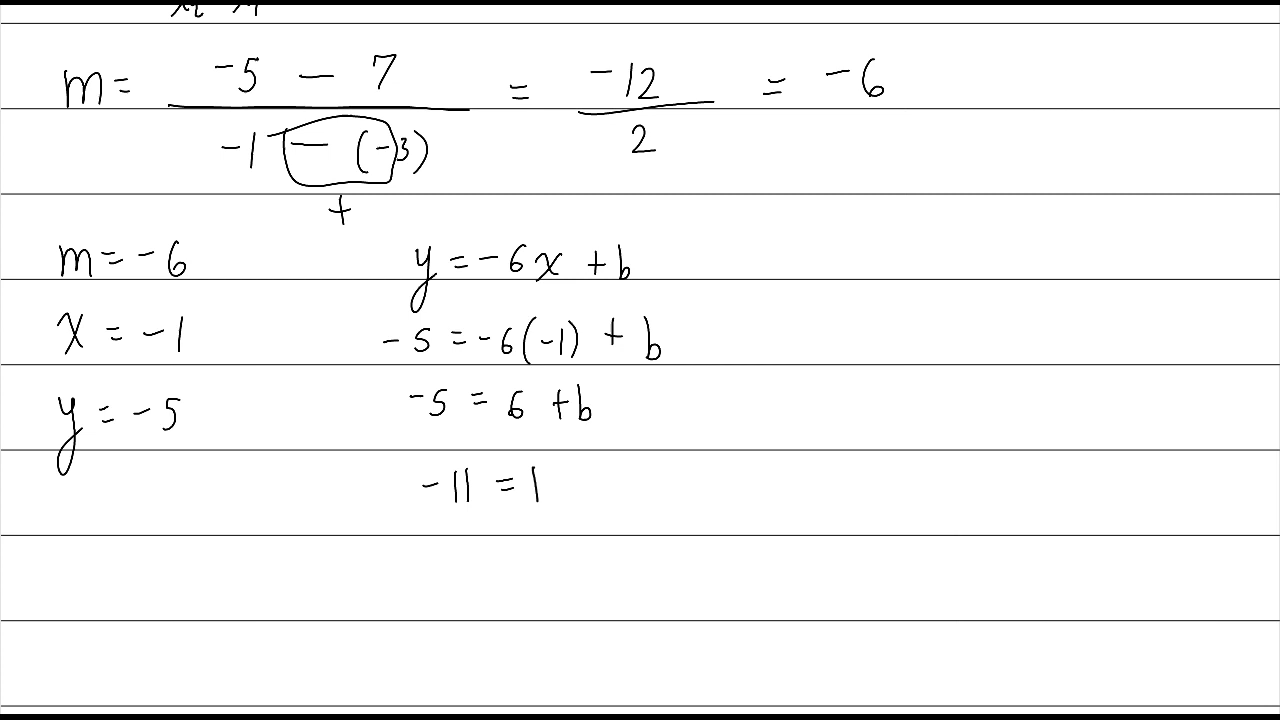 m = -5 - 7 / -1 - (-3) = -12 / 2 = -6
+
m = -6 y = -6x + b
x = -1 -5 = -6(-1) + b
y = -5 -5 = 6 + b
-11 = 1